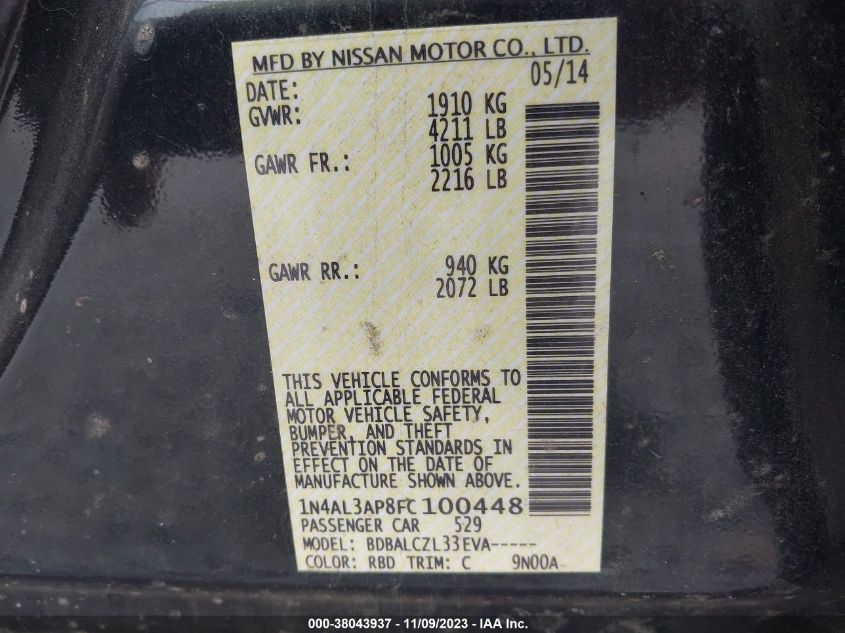 MFD BY NISSAN MOTOR CO., LTD.
DATE: 05/14
GVWR: 1910 KG
4211 LB
GAWR FR.: 1005 KG
2216 LB
GAWR RR.: 940 KG
2072 LB
THIS VEHICLE CONFORMS TO
ALL APPLICABLE FEDERAL
MOTOR VEHICLE SAFETY,
BUMPER, AND THEFT
PREVENTION STANDARDS IN
EFFECT ON THE DATE OF
MANUFACTURE SHOWN ABOVE.
1N4AL3AP8FC100448
PASSENGER CAR 529
MODEL: BDBALCZL33EVA-----
COLOR: RBD TRIM: C 9N00A
000-38043937 - 11/09/2023 - IAA Inc.